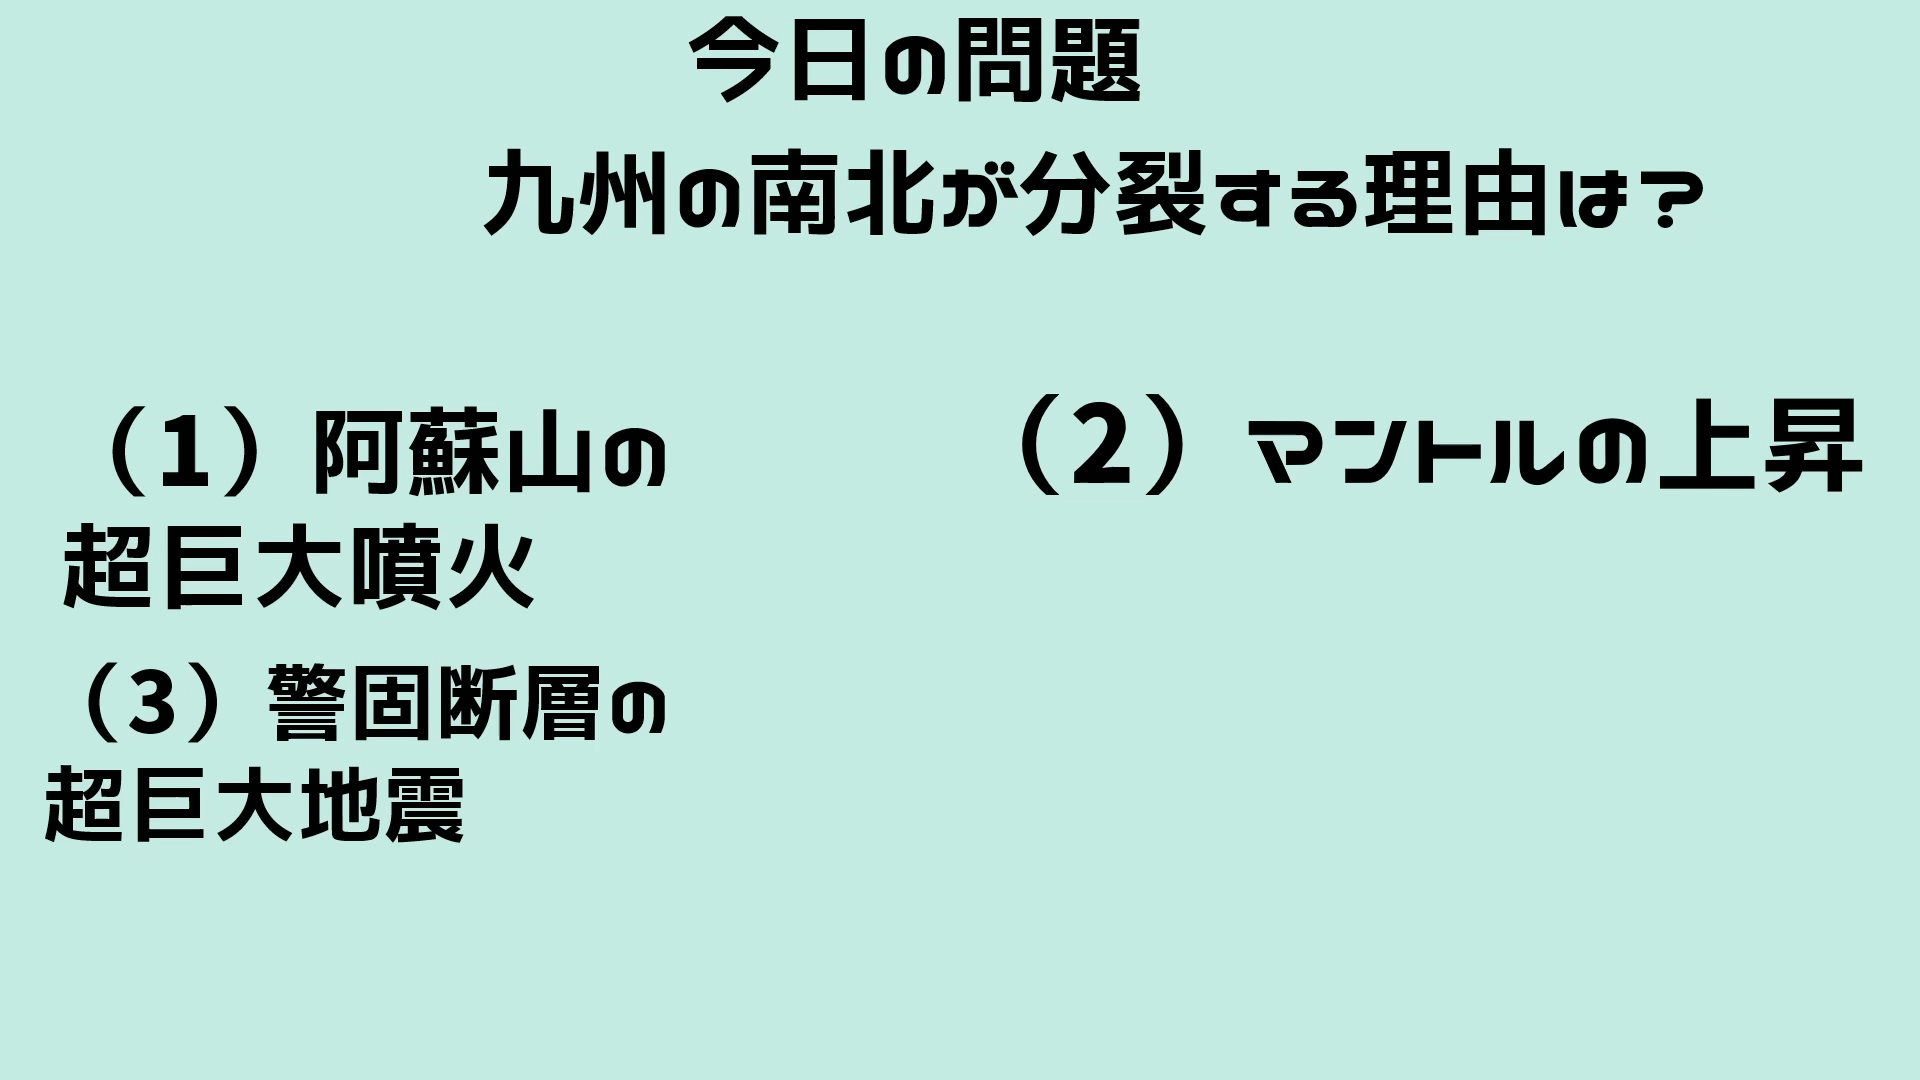 今日の問題
九州の南北が分裂する理由は？
（1）阿蘇山の
超巨大噴火
（2）マントルの上昇
（3）警固断層の
超巨大地震